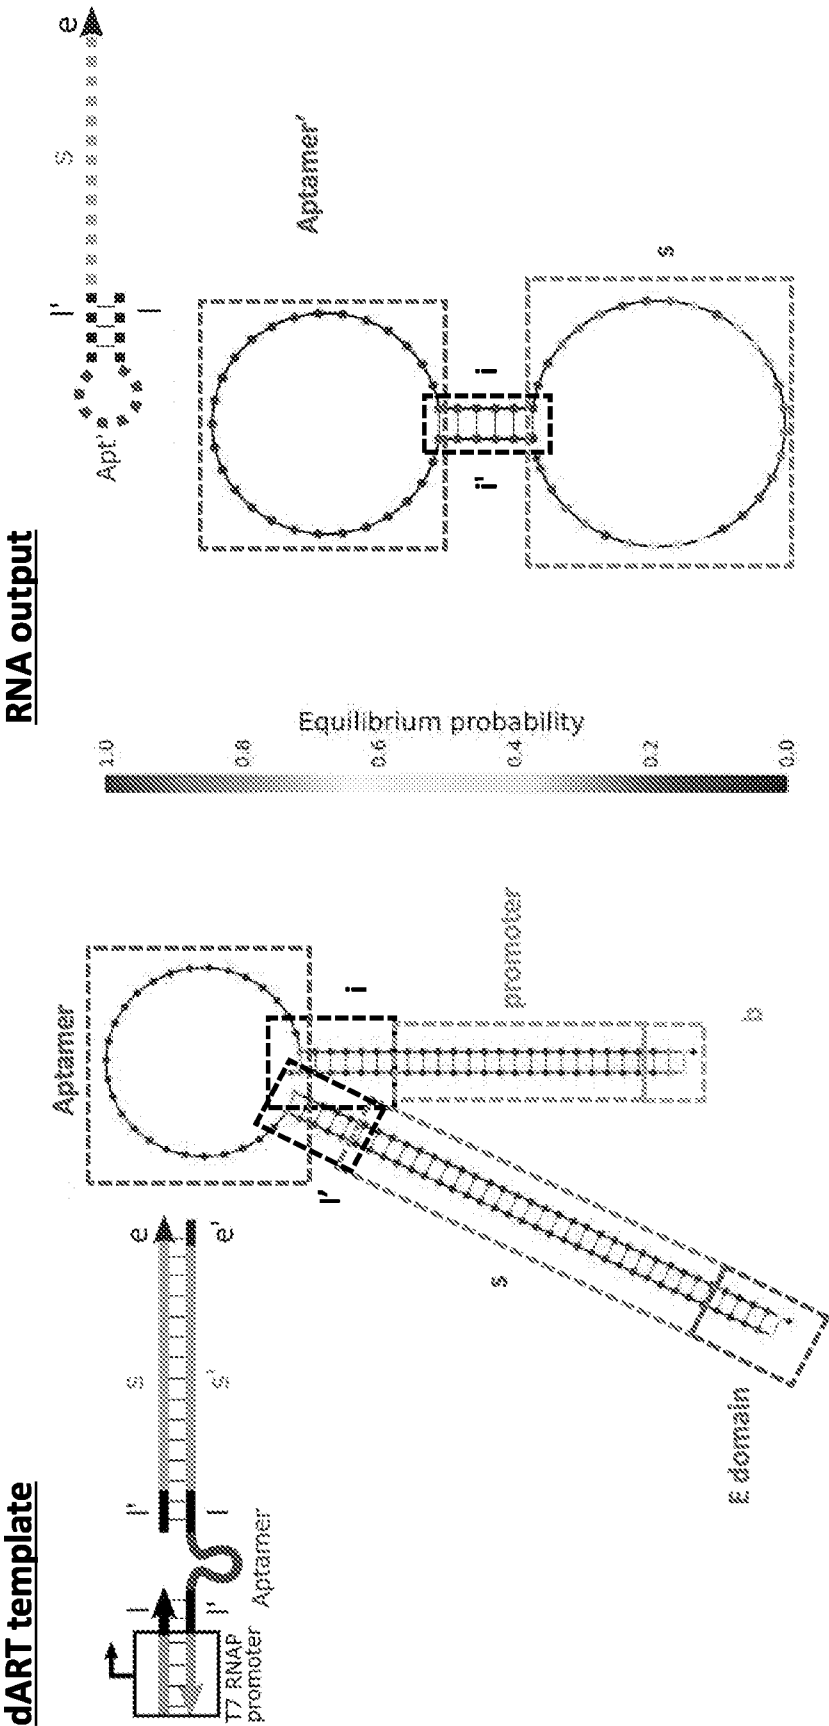 dART template
T7 RNAP
promoter
I
I'
Aptamer
I'
I
s
s'
e
e'
Aptamer
i
I'
promoter
b
s
E domain
1.0
0.8
0.6
0.4
0.2
0.0
Equilibrium probability
RNA output
Apt'
I'
I
s
e
Aptamer'
i'
i
s